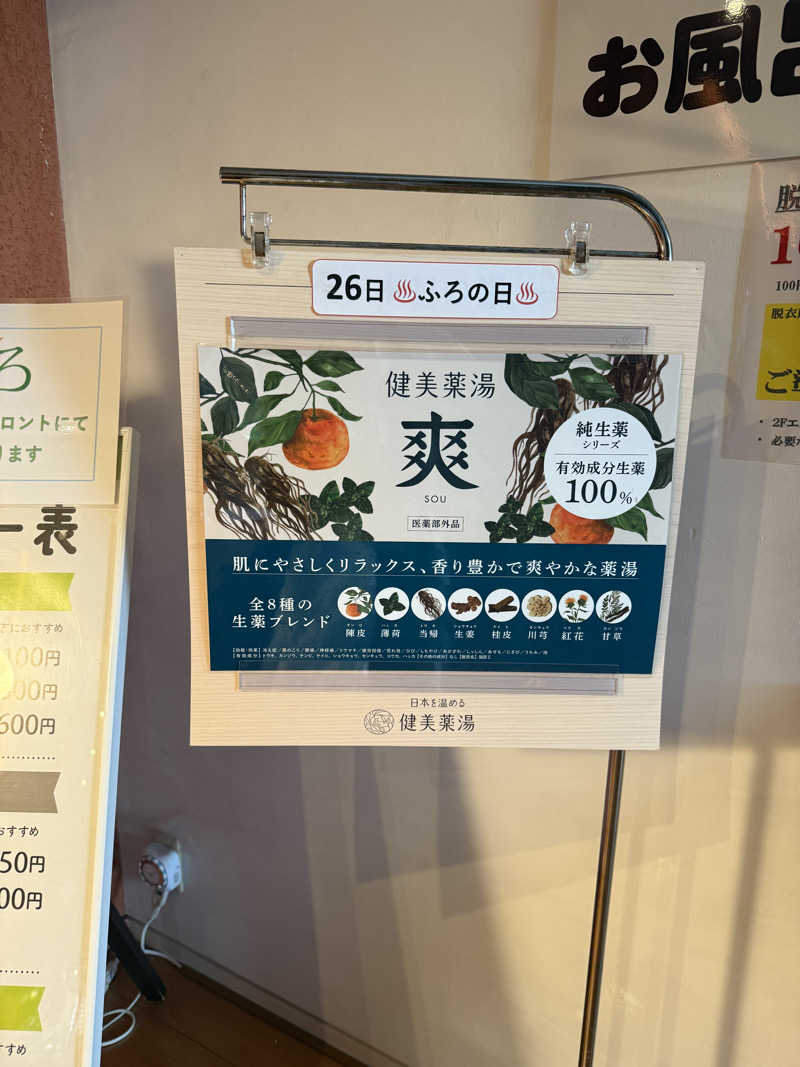 お風
26日 ♨ふろの日♨
健美薬湯
爽
SOU
医薬部外品
純生薬
シリーズ
有効成分生薬
100%
肌にやさしくリラックス、香り豊かで爽やかな薬湯
全8種の
生薬ブレンド
陳皮
薄荷
当帰
生姜
桂皮
川芎
紅花
甘草
日本を温める
健美薬湯
ろ
ロントにて
ります
ー表
おすすめ
100円
600円
おすすめ
50円
00円
すめ
脱
1
100円
脱衣
ご
・2Fエ
・必要